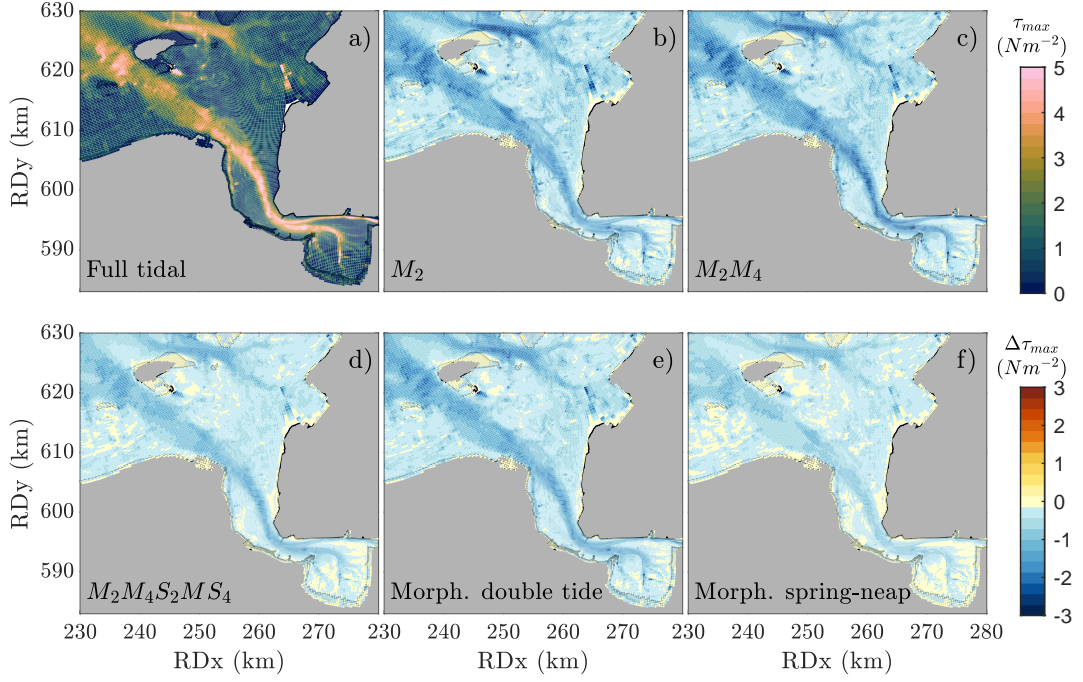 630
620
610
600
590
RDy (km)
a)
Full tidal
b)
M₂
c)
M₂M₄
τₘₐₓ
(Nm⁻²)
5
4
3
2
1
0
630
620
610
600
590
RDy (km)
d)
M₂M₄S₂MS₄
e)
Morph. double tide
f)
Morph. spring-neap
Δτₘₐₓ
(Nm⁻²)
3
2
1
0
-1
-2
-3
230 240 250 260 270 230 240 250 260 270 230 240 250 260 270 280
RDx (km) RDx (km) RDx (km)